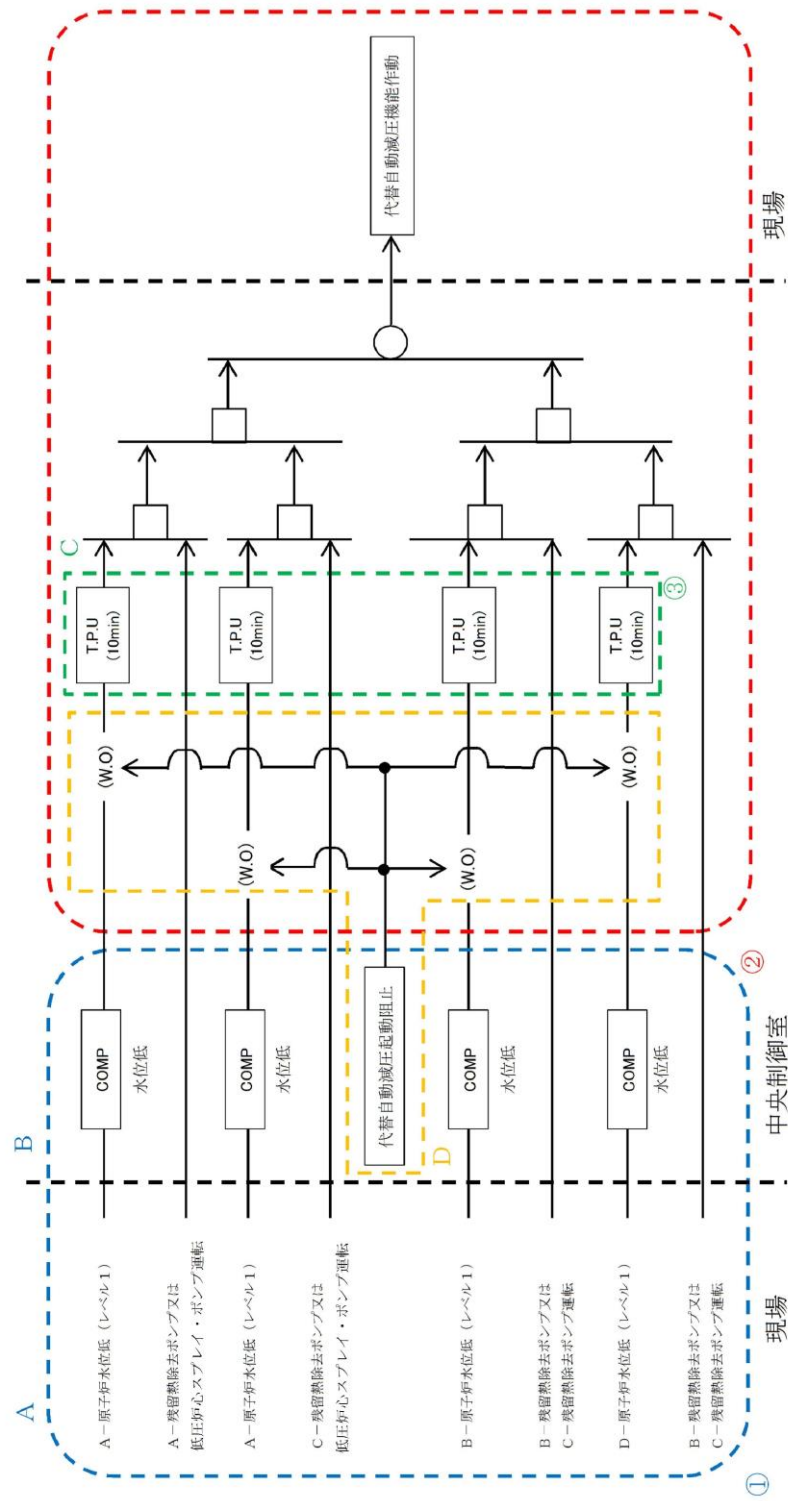 A
B
C
A－原子炉水位低（レベル1）
COMP
水位低
(W.O)
T.P.U
(10min)
A－残留熱除去ポンプ又は
低圧炉心スプレイ・ポンプ運転
A－原子炉水位低（レベル1）
COMP
水位低
(W.O)
T.P.U
(10min)
C－残留熱除去ポンプ又は
低圧炉心スプレイ・ポンプ運転
代替自動減圧起動阻止
代替自動減圧機能作動
D
B－原子炉水位低（レベル1）
COMP
水位低
(W.O)
T.P.U
(10min)
B－残留熱除去ポンプ又は
C－残留熱除去ポンプ運転
D－原子炉水位低（レベル1）
COMP
水位低
(W.O)
T.P.U
(10min)
③
B－残留熱除去ポンプ又は
C－残留熱除去ポンプ運転
①
②
現場
中央制御室
現場